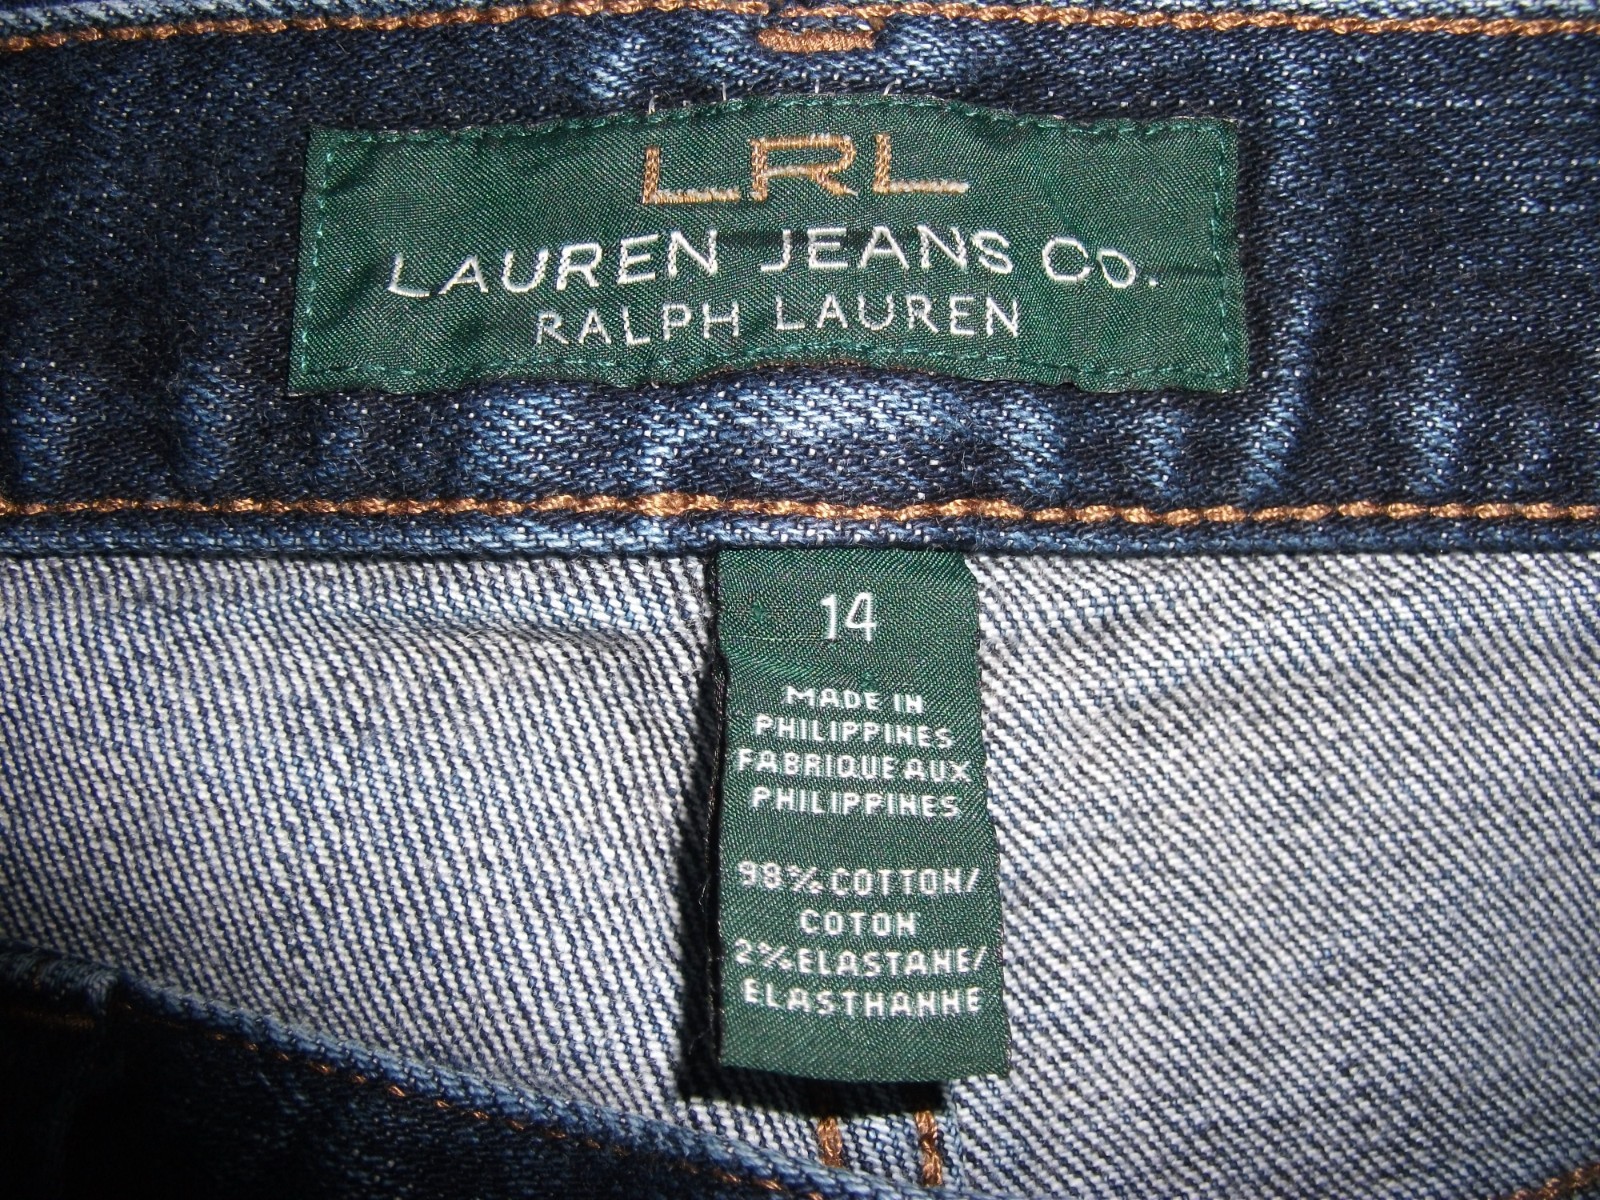 LRL
LAUREN JEANS CO.
RALPH LAUREN
14
MADE IN
PHILIPPINES
FABRIQUE AUX
PHILIPPINES
98% COTTON/
COTON
2% ELASTANE/
ELASTHANNE